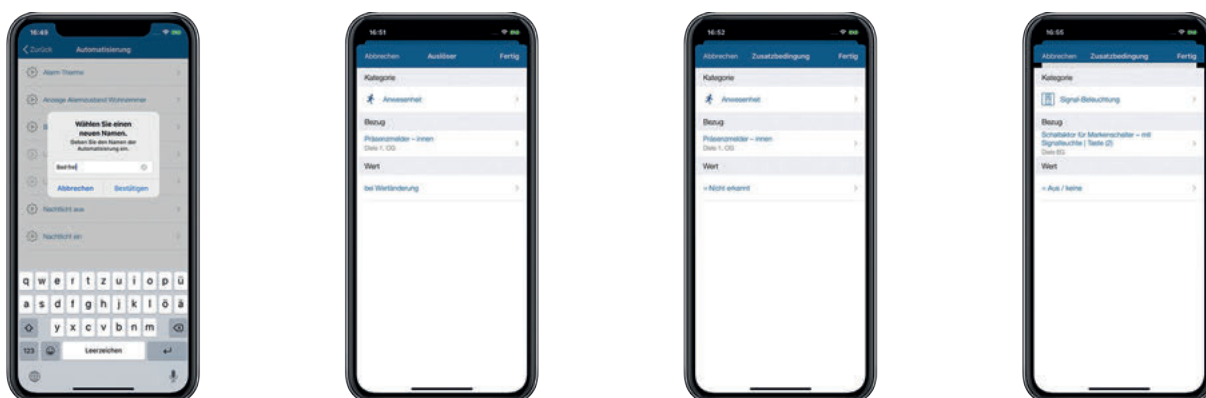 16:49
Zurück Automatisierung
Alarm Therme
Anzeige Alarmzustand Wohnzimmer
Wählen Sie einen
neuen Namen.
Geben Sie den Namen der
Automatisierung ein.
Bad frei
Abbrechen Bestätigen
Nachtlicht aus
Nachtlicht ein
q w e r t z u i o p ü
a s d f g h j k l ö ä
y x c v b n m
123 Leerzeichen
16:51
Abbrechen Auslöser Fertig
Kategorie
Anwesenheit
Bezug
Präsenzmelder – innen
Diele 1, OG
Wert
bei Wertänderung
16:52
Abbrechen Zusatzbedingung Fertig
Kategorie
Anwesenheit
Bezug
Präsenzmelder – innen
Diele 1, OG
Wert
= Nicht erkannt
16:55
Abbrechen Zusatzbedingung Fertig
Kategorie
Signal-Beleuchtung
Bezug
Schaltaktor für Markenschalter – mit
Signalleuchte | Taste (2)
Diele EG
Wert
= Aus / keine